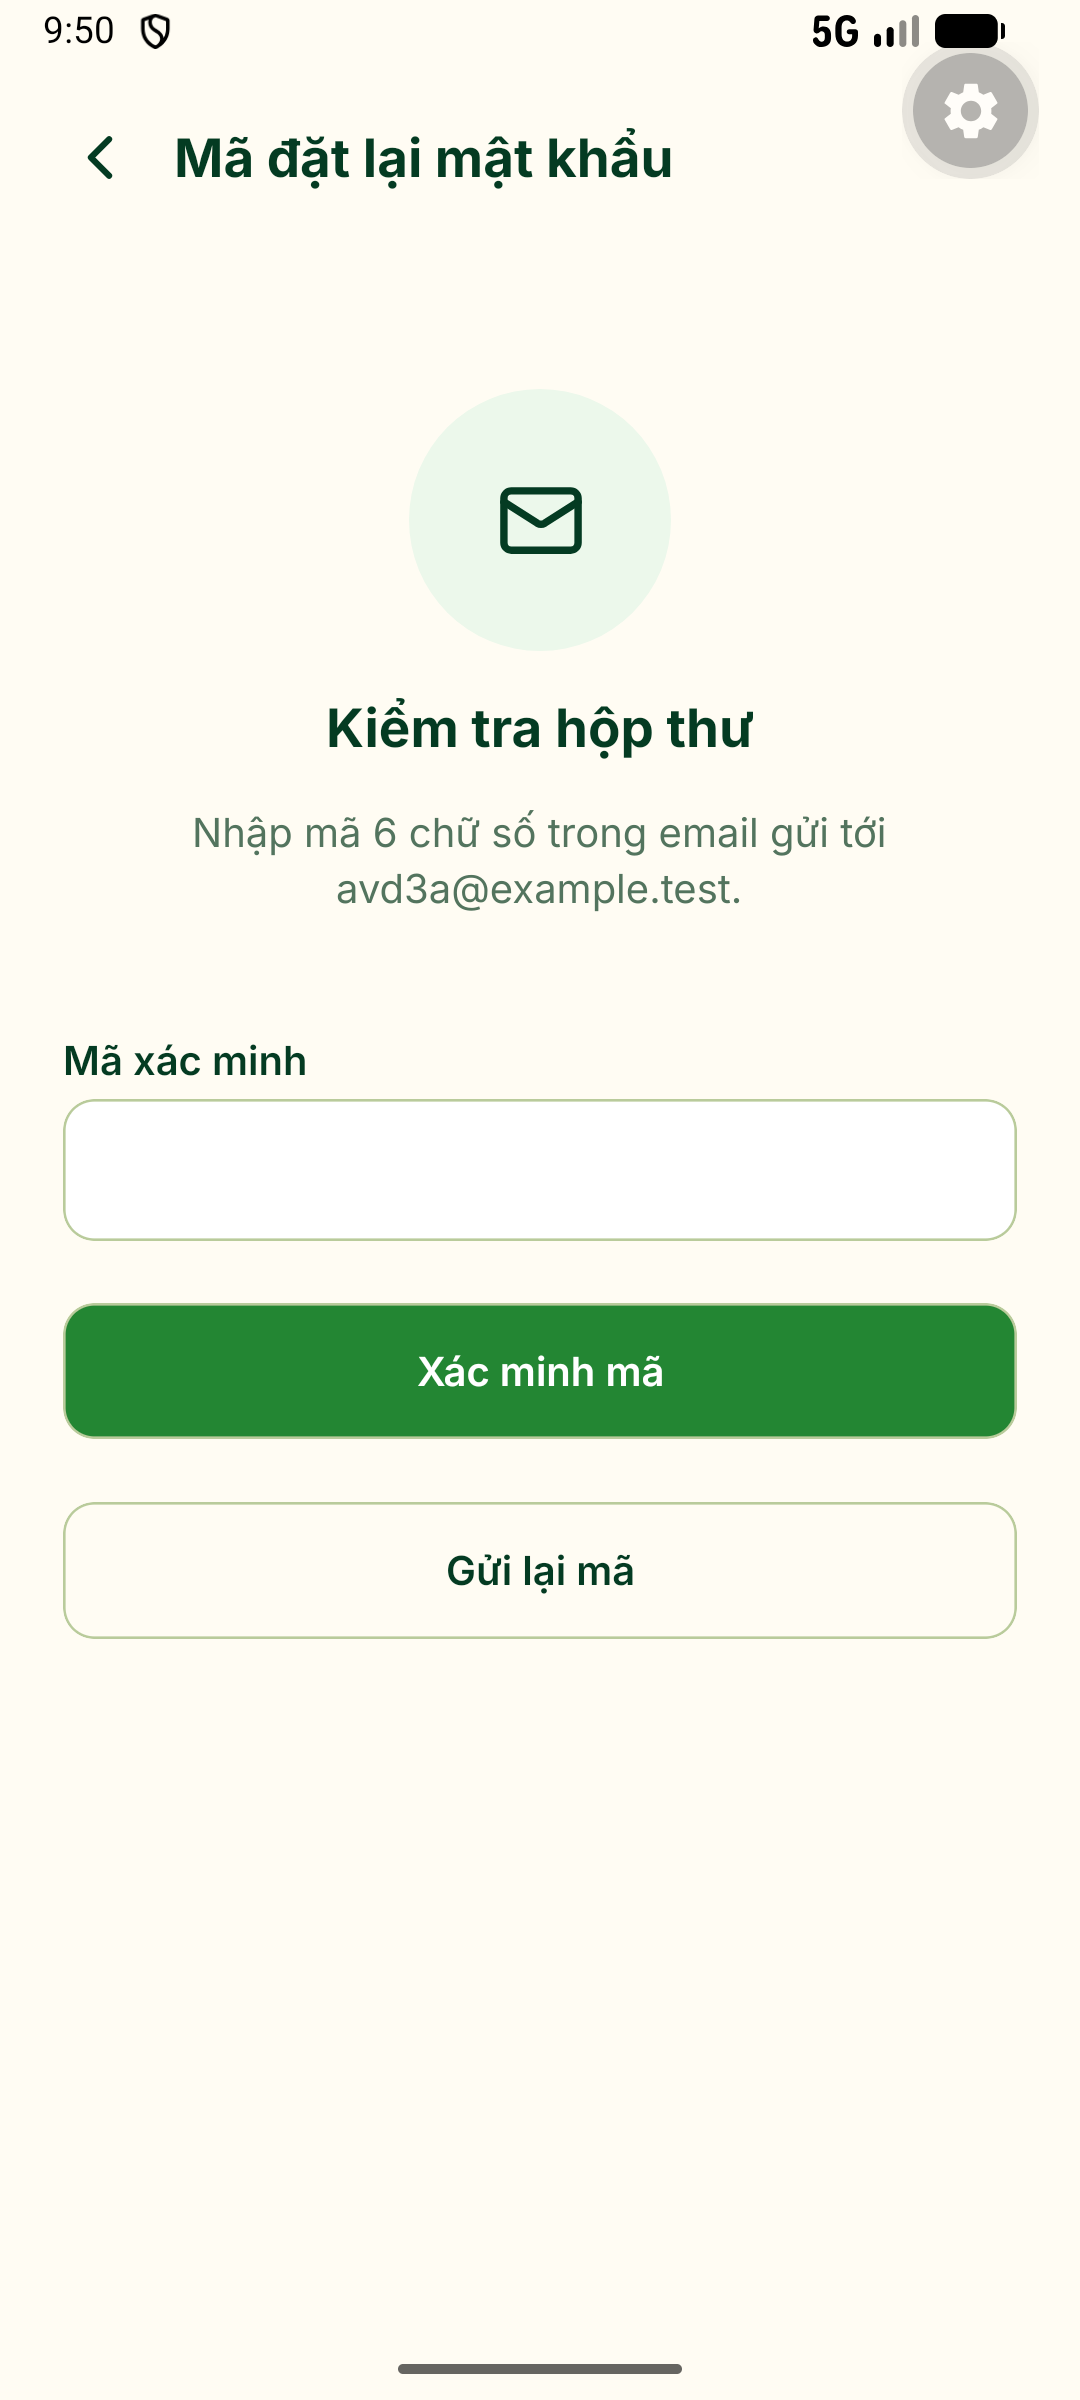 9:50
5G
Mã đặt lại mật khẩu
Kiểm tra hộp thư
Nhập mã 6 chữ số trong email gửi tới
avd3a@example.test.
Mã xác minh
Xác minh mã
Gửi lại mã